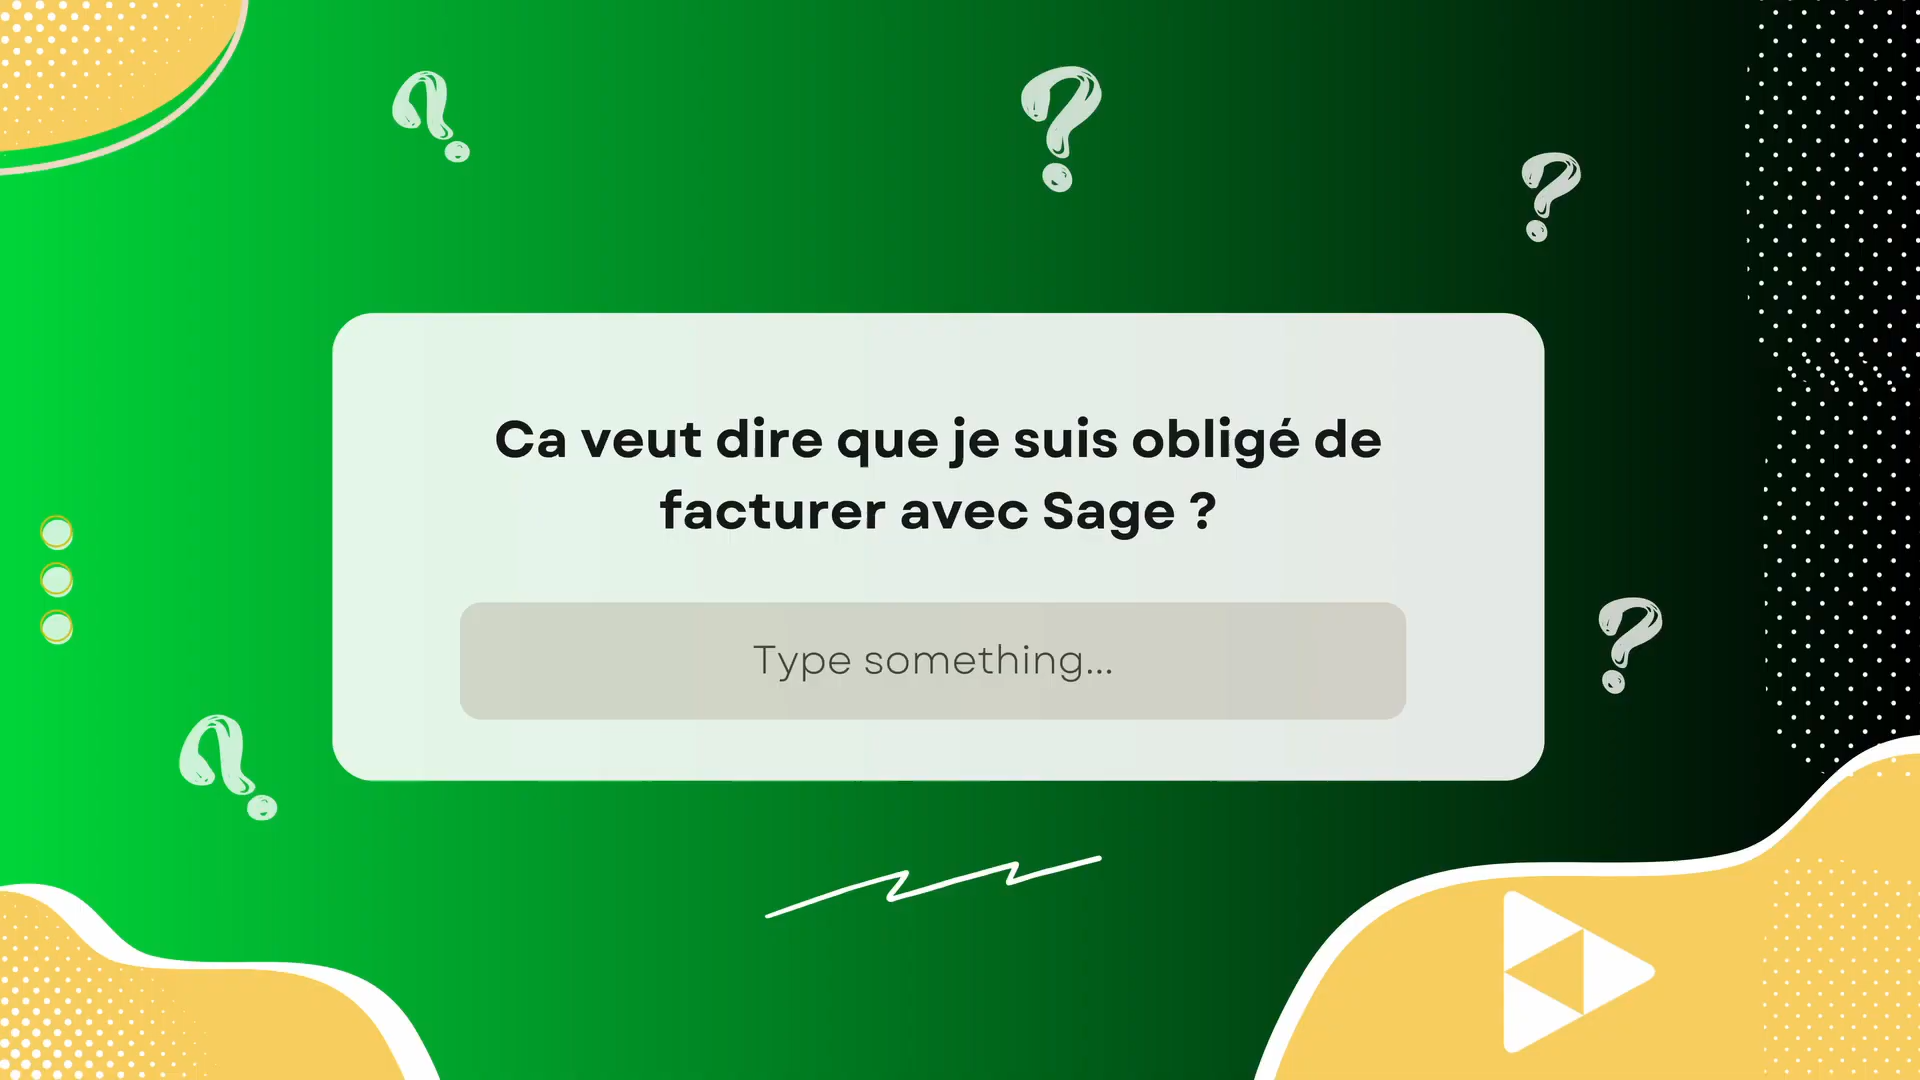 Ca veut dire que je suis obligé de
facturer avec Sage ?
Type something...